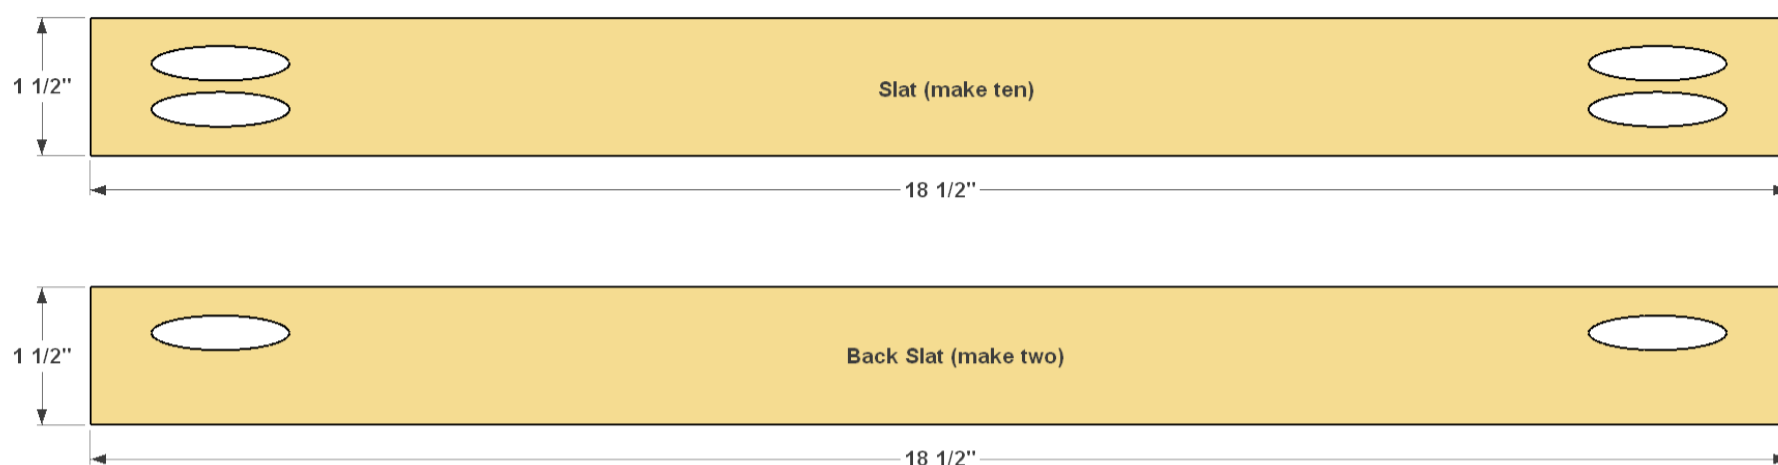 1 1/2"
Slat (make ten)
18 1/2"
1 1/2"
Back Slat (make two)
18 1/2"